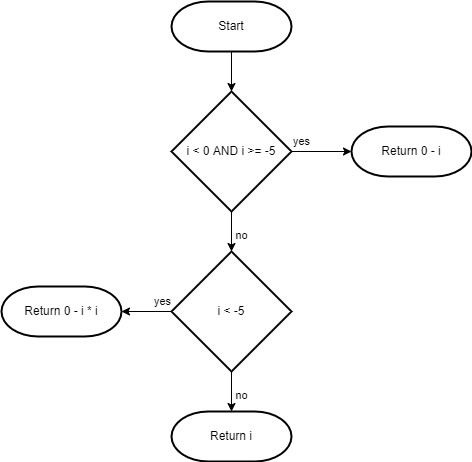 Start
i < 0 AND i >= -5
yes
Return 0 - i
no
i < -5
yes
Return 0 - i * i
no
Return i